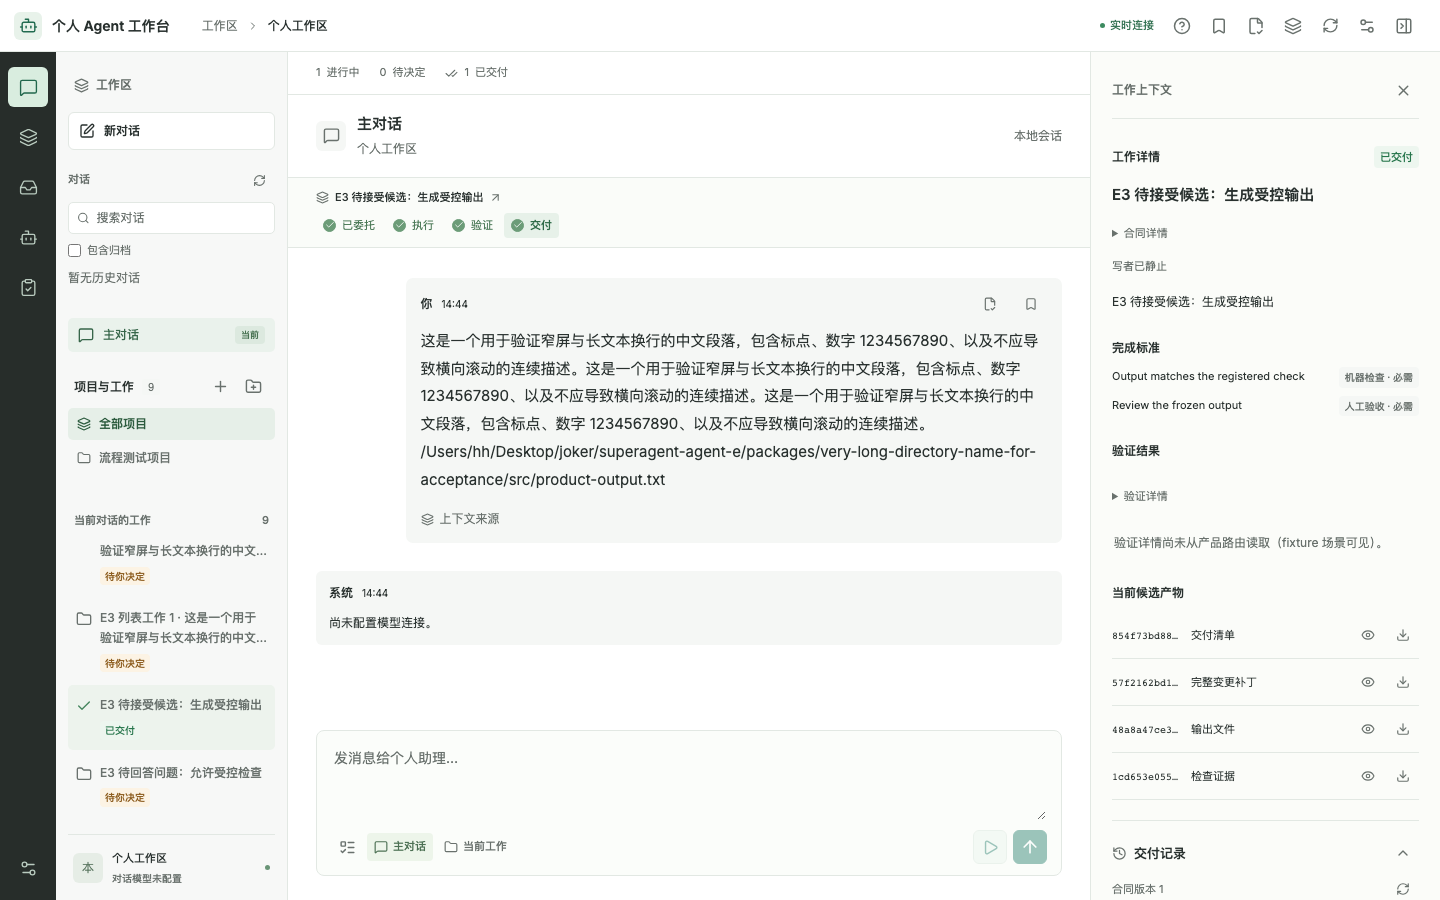 个人 Agent 工作台
工作区 > 个人工作区
实时连接
工作区
新对话
对话
搜索对话
包含归档
暂无历史对话
主对话
当前
项目与工作 9
全部项目
流程测试项目
当前对话的工作 9
验证窄屏与长文本换行的中文...
待你决定
E3 列表工作 1 · 这是一个用于
验证窄屏与长文本换行的中文...
待你决定
E3 待接受候选：生成受控输出
已交付
E3 待回答问题：允许受控检查
待你决定
本
个人工作区
对话模型未配置
1 进行中 0 待决定 1 已交付
主对话
个人工作区
本地会话
E3 待接受候选：生成受控输出
已委托 执行 验证 交付
你 14:44
这是一个用于验证窄屏与长文本换行的中文段落，包含标点、数字 1234567890、以及不应导
致横向滚动的连续描述。这是一个用于验证窄屏与长文本换行的中文段落，包含标点、数字
1234567890、以及不应导致横向滚动的连续描述。这是一个用于验证窄屏与长文本换行的中
文段落，包含标点、数字 1234567890、以及不应导致横向滚动的连续描述。
/Users/hh/Desktop/joker/superagent-agent-e/packages/very-long-directory-name-for-
acceptance/src/product-output.txt
上下文来源
系统 14:44
尚未配置模型连接。
发消息给个人助理...
主对话 当前工作
工作上下文
工作详情
已交付
E3 待接受候选：生成受控输出
合同详情
写者已静止
E3 待接受候选：生成受控输出
完成标准
Output matches the registered check 机器检查 · 必需
Review the frozen output 人工验收 · 必需
验证结果
验证详情
验证详情尚未从产品路由读取（fixture 场景可见）。
当前候选产物
854f73bd88... 交付清单
57f2162bd1... 完整变更补丁
48a8a47ce3... 输出文件
1cd653e055... 检查证据
交付记录
合同版本 1